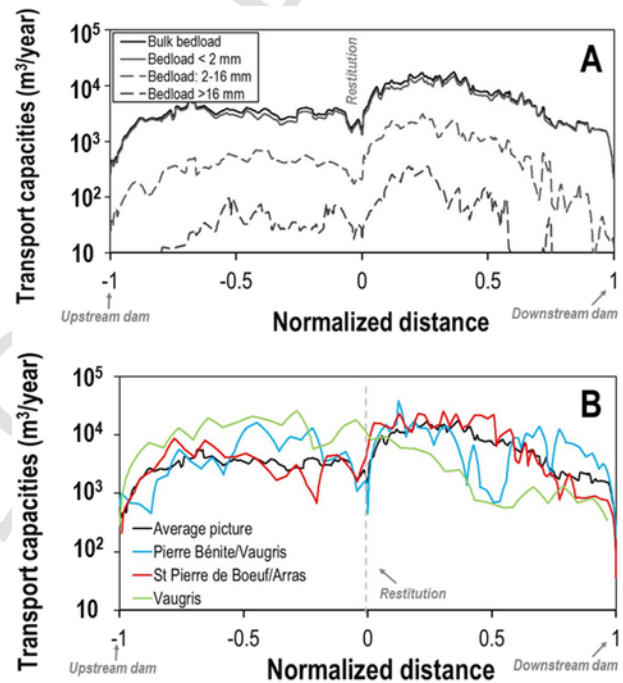 A
Transport capacities (m³/year)
10⁵
10⁴
10³
10²
10
Bulk bedload
Bedload < 2 mm
Bedload: 2-16 mm
Bedload >16 mm
Restitution
-1
-0.5
0
0.5
1
Upstream dam
Normalized distance
Downstream dam
B
Transport capacities (m³/year)
10⁵
10⁴
10³
10²
10
Average picture
Pierre Bénite/Vaugris
St Pierre de Boeuf/Arras
Vaugris
Restitution
-1
-0.5
0
0.5
1
Upstream dam
Normalized distance
Downstream dam